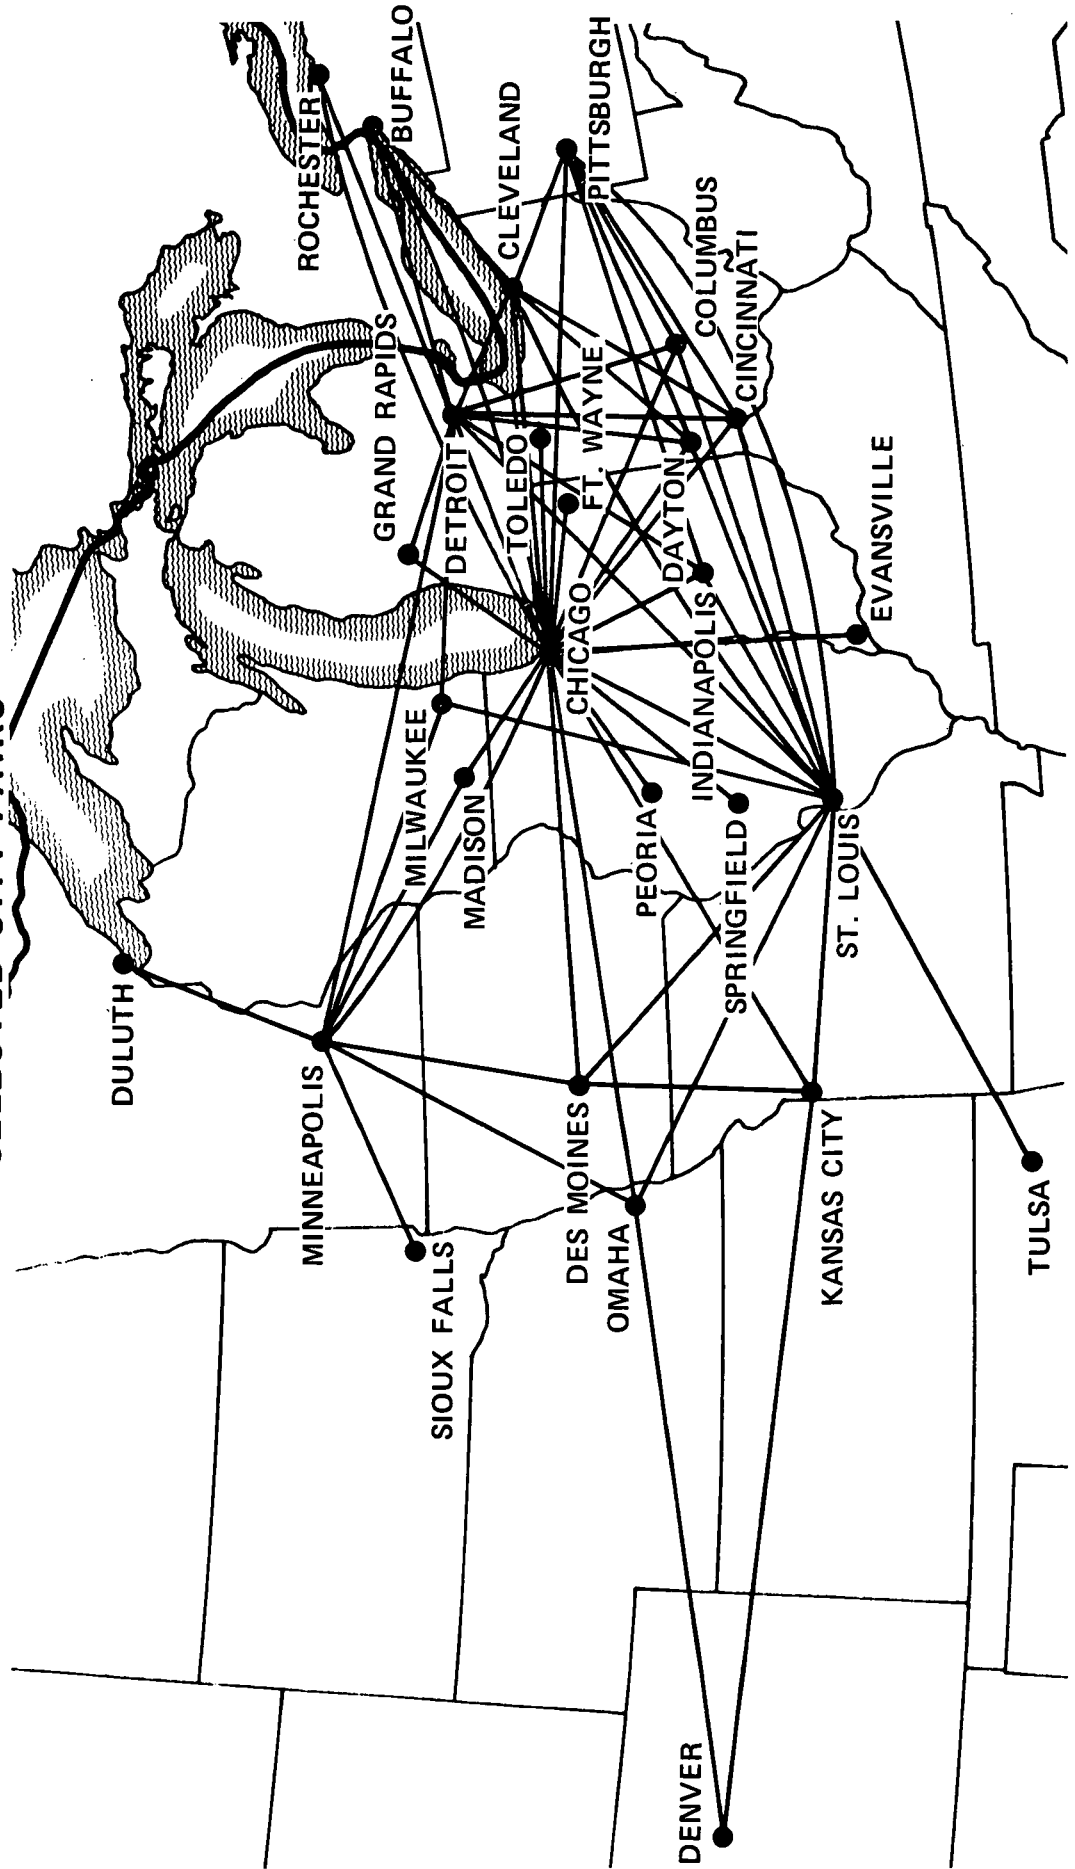 DULUTH
MINNEAPOLIS
SIOUX FALLS
DES MOINES
OMAHA
DENVER
KANSAS CITY
TULSA
MILWAUKEE
MADISON
CHICAGO
PEORIA
SPRINGFIELD
ST. LOUIS
GRAND RAPIDS
DETROIT
TOLEDO
FT. WAYNE
INDIANAPOLIS
DAYTON
EVANSVILLE
CINCINNATI
COLUMBUS
CLEVELAND
PITTSBURGH
BUFFALO
ROCHESTER